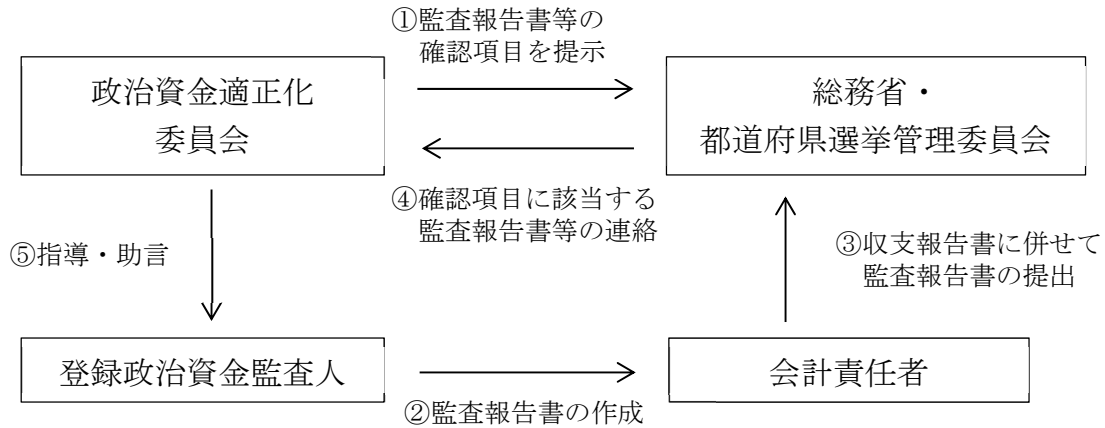 ①監査報告書等の
確認項目を提示
政治資金適正化
委員会
総務省・
都道府県選挙管理委員会
④確認項目に該当する
監査報告書等の連絡
⑤指導・助言
③収支報告書に併せて
監査報告書の提出
登録政治資金監査人
会計責任者
②監査報告書の作成